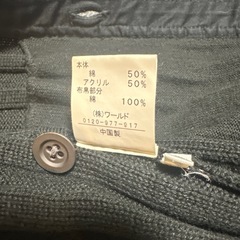 本体
綿 50%
アクリル 50%
布帛部分
綿 100%
(株)ワールド
0120-977-017
中国製